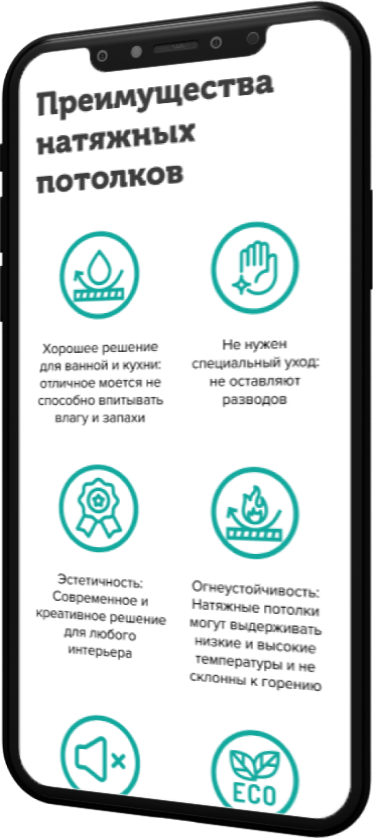 Преимущества
натяжных
потолков
Хорошее решение
для ванной и кухни:
отличное моется не
способно впитывать
влагу и запахи
Не нужен
специальный уход:
не оставляют
разводов
Эстетичность:
Современное и
креативное решение
для любого
интерьера
Огнеустойчивость:
Натяжные потолки
могут выдерживать
низкие и высокие
температуры и не
склонны к горению
ECO